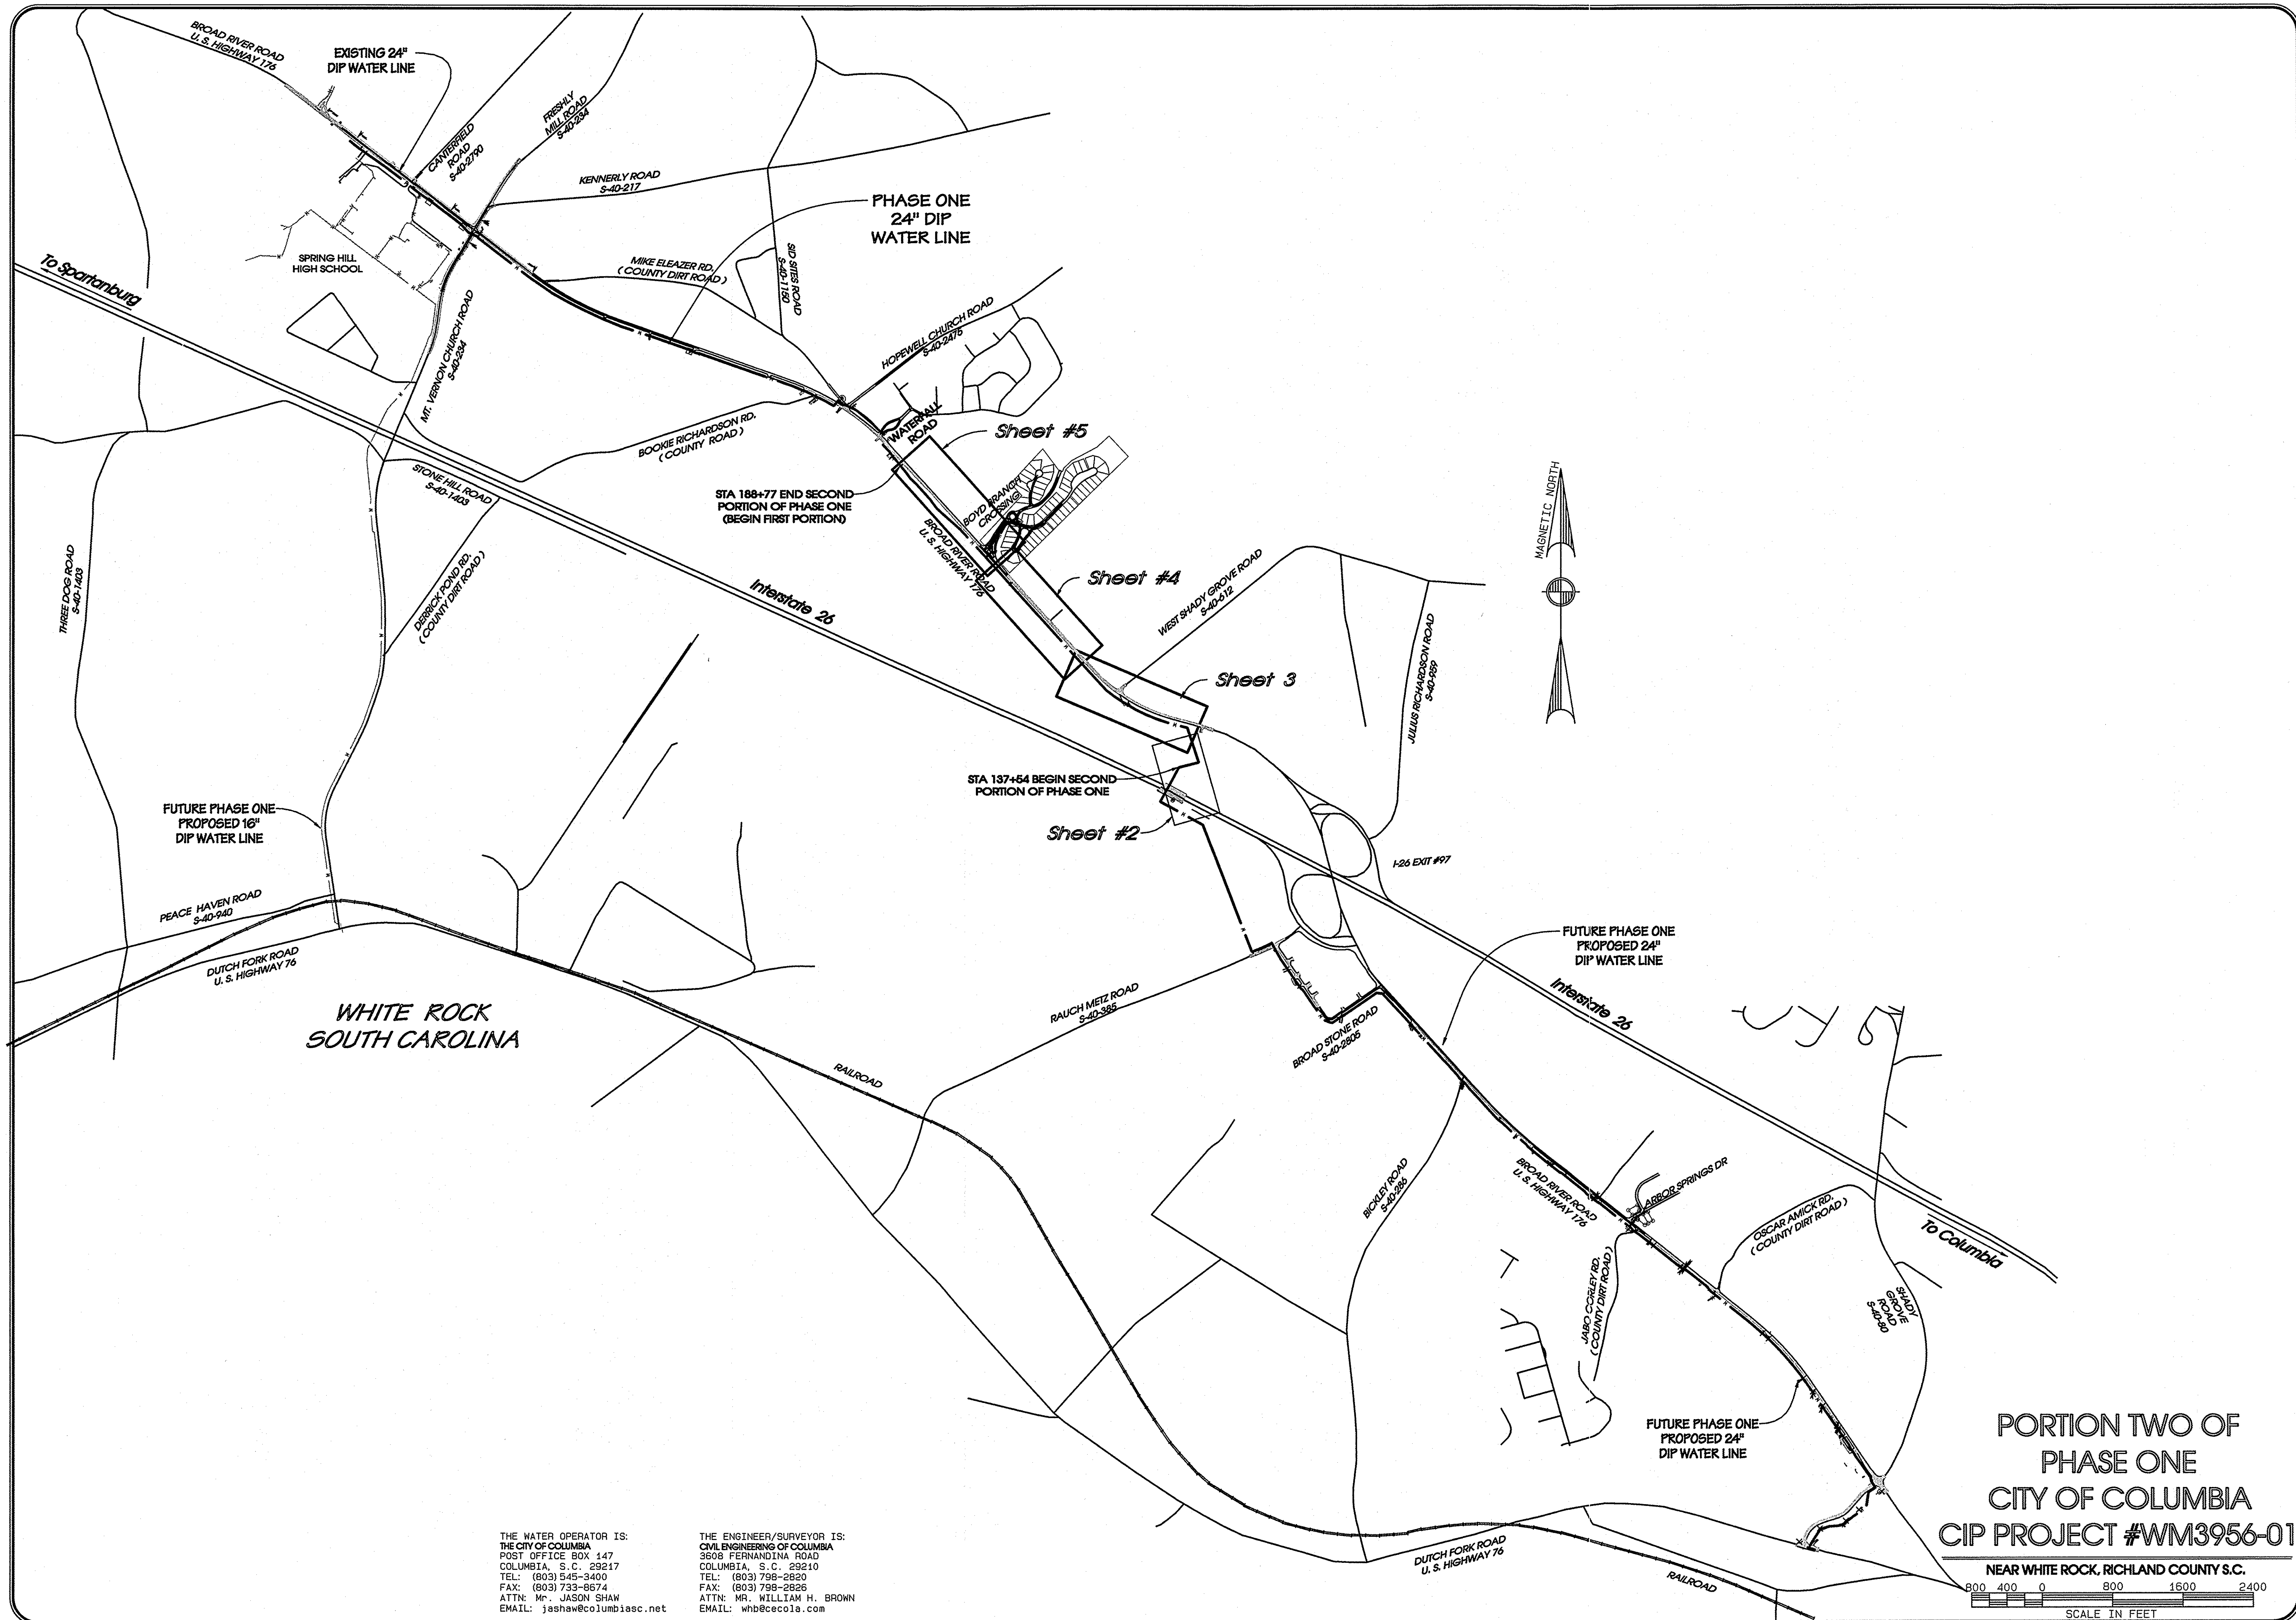 BROAD RIVER ROAD
U. S. HIGHWAY 176
EXISTING 24"
DIP WATER LINE
CANTERFIELD
ROAD
S-40-2790
FRESHLY
MILL ROAD
S-40-234
KENNERLY ROAD
S-40-217
PHASE ONE
24" DIP
WATER LINE
To Spartanburg
SPRING HILL
HIGH SCHOOL
MIKE ELEAZER RD.
( COUNTY DIRT ROAD )
SID SITES ROAD
S-40-1150
HOPEWELL CHURCH ROAD
S-40-2475
MT. VERNON CHURCH ROAD
S-40-234
BOOKIE RICHARDSON RD.
( COUNTY ROAD )
WATERFALL
ROAD
Sheet #5
STONE HILL ROAD
S-40-1403
STA 188+77 END SECOND
PORTION OF PHASE ONE
(BEGIN FIRST PORTION)
BOYD BRANCH
CROSSING
BROAD RIVER ROAD
U. S. HIGHWAY 176
MAGNETIC NORTH
THREE DOG ROAD
S-40-1403
DERRICK POND RD.
( COUNTY DIRT ROAD )
Interstate 26
Sheet #4
WEST SHADY GROVE ROAD
S-40-612
JULIUS RICHARDSON ROAD
S-40-959
Sheet 3
STA 137+54 BEGIN SECOND
PORTION OF PHASE ONE
FUTURE PHASE ONE
PROPOSED 16"
DIP WATER LINE
Sheet #2
I-26 EXIT #97
PEACE HAVEN ROAD
S-40-940
DUTCH FORK ROAD
U. S. HIGHWAY 76
FUTURE PHASE ONE
PROPOSED 24"
DIP WATER LINE
WHITE ROCK
SOUTH CAROLINA
RAUCH METZ ROAD
S-40-385
Interstate 26
BROAD STONE ROAD
S-40-2805
RAILROAD
BICKLEY ROAD
S-40-286
BROAD RIVER ROAD
U. S. HIGHWAY 176
ARBOR SPRINGS DR
OSCAR AMICK RD.
( COUNTY DIRT ROAD )
To Columbia
JABO CORLEY RD.
( COUNTY DIRT ROAD )
SHADY
GROVE
ROAD
S-40-80
FUTURE PHASE ONE
PROPOSED 24"
DIP WATER LINE
DUTCH FORK ROAD
U. S. HIGHWAY 76
RAILROAD
THE WATER OPERATOR IS:
THE CITY OF COLUMBIA
POST OFFICE BOX 147
COLUMBIA, S.C. 29217
TEL: (803) 545-3400
FAX: (803) 733-8674
ATTN: Mr. JASON SHAW
EMAIL: jashaw@columbiasc.net
THE ENGINEER/SURVEYOR IS:
CIVIL ENGINEERING OF COLUMBIA
3608 FERNANDINA ROAD
COLUMBIA, S.C. 29210
TEL: (803) 798-2820
FAX: (803) 798-2826
ATTN: MR. WILLIAM H. BROWN
EMAIL: whb@cecola.com
PORTION TWO OF
PHASE ONE
CITY OF COLUMBIA
CIP PROJECT #WM3956-01
NEAR WHITE ROCK, RICHLAND COUNTY S.C.
800 400 0 800 1600 2400
SCALE IN FEET